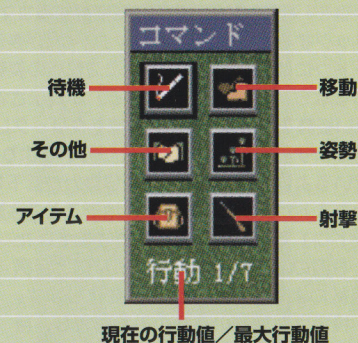 コマンド
待機
移動
その他
姿勢
アイテム
射撃
行動 1/7
現在の行動値／最大行動値